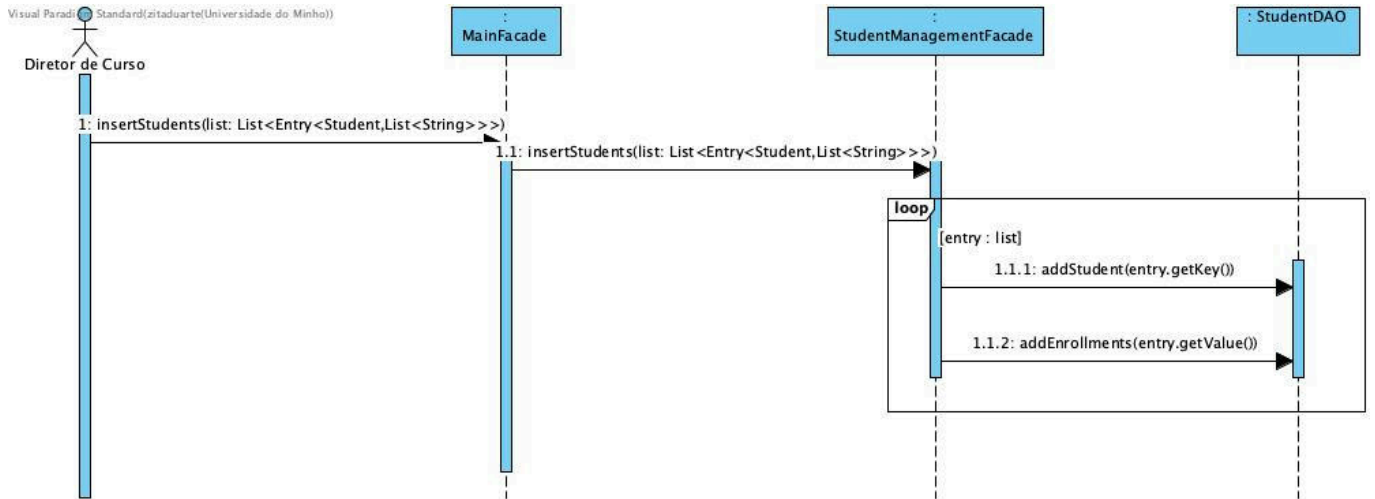 Visual Paradi Standard(zitaduarte(Universidade do Minho))
Diretor de Curso
:
MainFacade
:
StudentManagementFacade
: StudentDAO
1: insertStudents(list: List<Entry<Student,List<String>>>)
1.1: insertStudents(list: List<Entry<Student,List<String>>>)
loop
[entry : list]
1.1.1: addStudent(entry.getKey())
1.1.2: addEnrollments(entry.getValue())